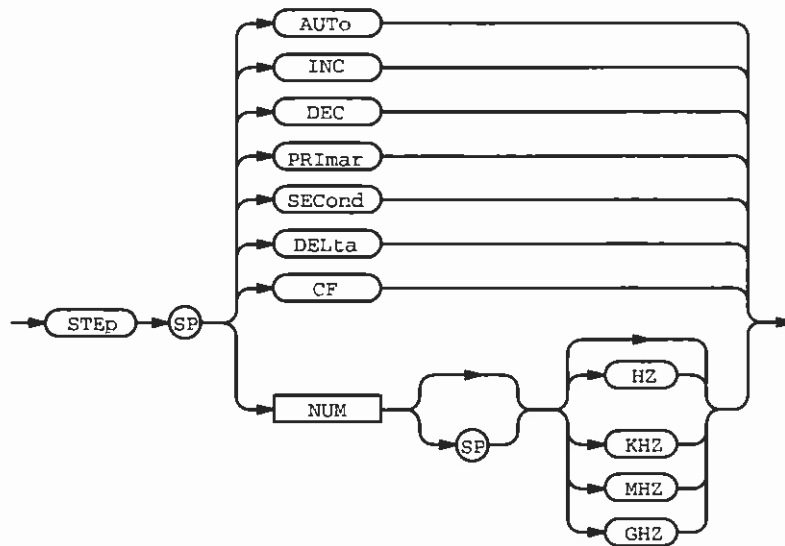 AUTo
INC
DEC
PRImar
SECond
DELta
CF
STEp SP
NUM
SP
HZ
KHZ
MHZ
GHZ